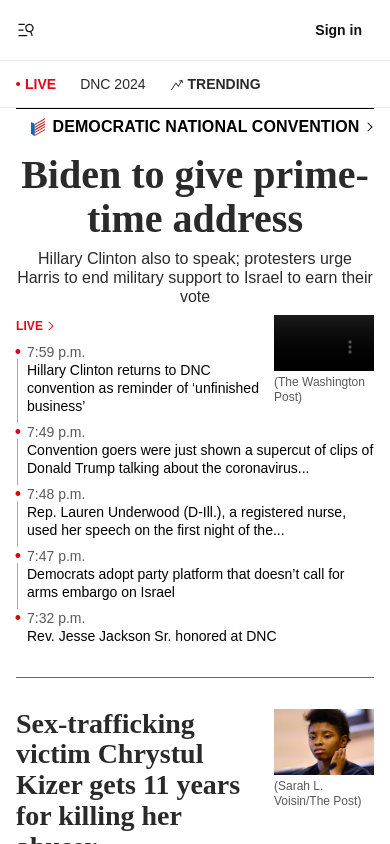 Sign in
LIVE
DNC 2024
TRENDING
DEMOCRATIC NATIONAL CONVENTION
Biden to give prime-
time address
Hillary Clinton also to speak; protesters urge
Harris to end military support to Israel to earn their
vote
LIVE
7:59 p.m.
Hillary Clinton returns to DNC
convention as reminder of ‘unfinished
business’
(The Washington
Post)
7:49 p.m.
Convention goers were just shown a supercut of clips of
Donald Trump talking about the coronavirus...
7:48 p.m.
Rep. Lauren Underwood (D-Ill.), a registered nurse,
used her speech on the first night of the...
7:47 p.m.
Democrats adopt party platform that doesn’t call for
arms embargo on Israel
7:32 p.m.
Rev. Jesse Jackson Sr. honored at DNC
Sex-trafficking
victim Chrystul
Kizer gets 11 years
for killing her
(Sarah L.
Voisin/The Post)